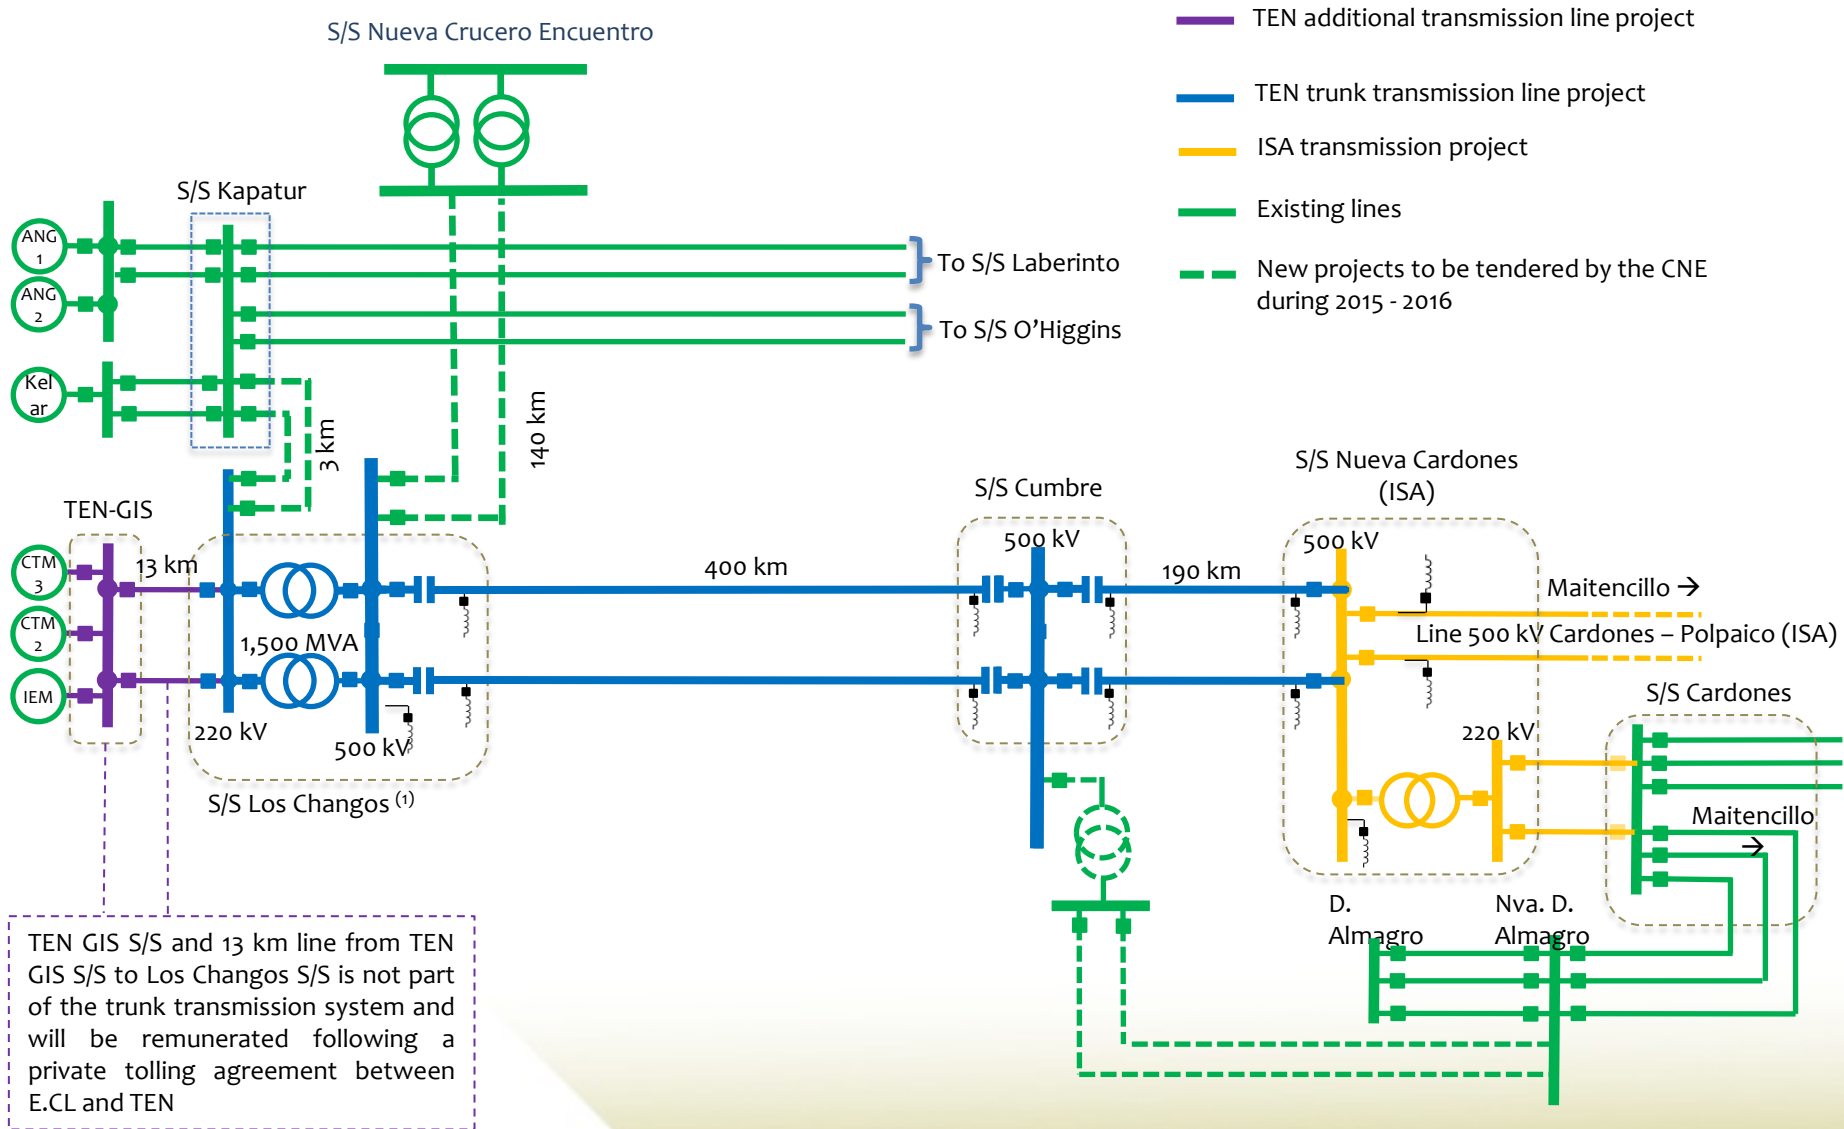 S/S Nueva Crucero Encuentro
TEN additional transmission line project
TEN trunk transmission line project
ISA transmission project
Existing lines
New projects to be tendered by the CNE
during 2015 - 2016
S/S Kapatur
ANG
1
ANG
2
Kel
ar
To S/S Laberinto
To S/S O’Higgins
3 km
140 km
TEN-GIS
CTM
3
CTM
2
IEM
13 km
1,500 MVA
220 kV
500 kV
S/S Los Changos (1)
400 km
S/S Cumbre
500 kV
190 km
S/S Nueva Cardones
(ISA)
500 kV
Maitencillo →
Line 500 kV Cardones – Polpaico (ISA)
220 kV
S/S Cardones
Maitencillo
→
D.
Almagro
Nva. D.
Almagro
TEN GIS S/S and 13 km line from TEN
GIS S/S to Los Changos S/S is not part
of the trunk transmission system and
will be remunerated following a
private tolling agreement between
E.CL and TEN